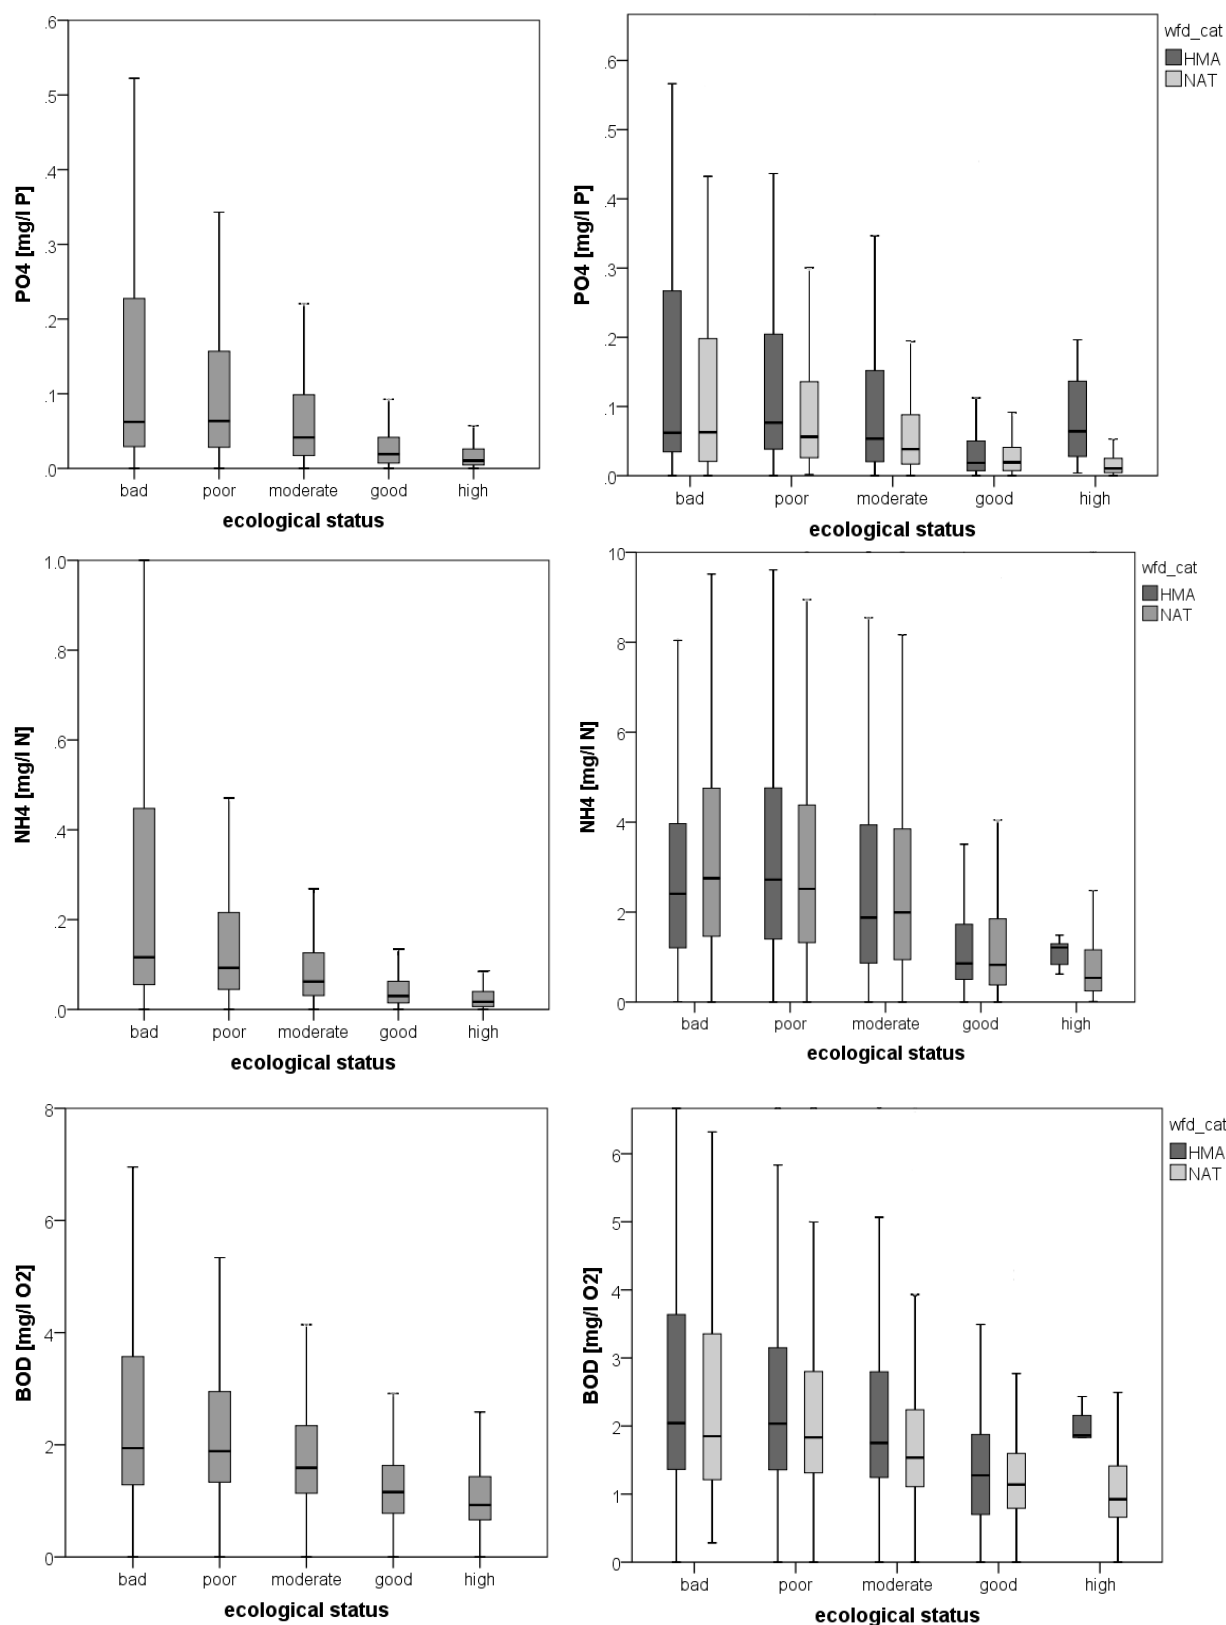 .6
.5
.4
.3
.2
.1
.0
PO4 [mg/l P]
bad poor moderate good high
ecological status
wfd_cat
HMA
NAT
.6
.5
.4
.3
.2
.1
.0
PO4 [mg/l P]
bad poor moderate good high
ecological status
1.0
.8
.6
.4
.2
.0
NH4 [mg/l N]
bad poor moderate good high
ecological status
wfd_cat
HMA
NAT
10
8
6
4
2
0
NH4 [mg/l N]
bad poor moderate good high
ecological status
8
6
4
2
0
BOD [mg/l O2]
bad poor moderate good high
ecological status
wfd_cat
HMA
NAT
6
5
4
3
2
1
0
BOD [mg/l O2]
bad poor moderate good high
ecological status